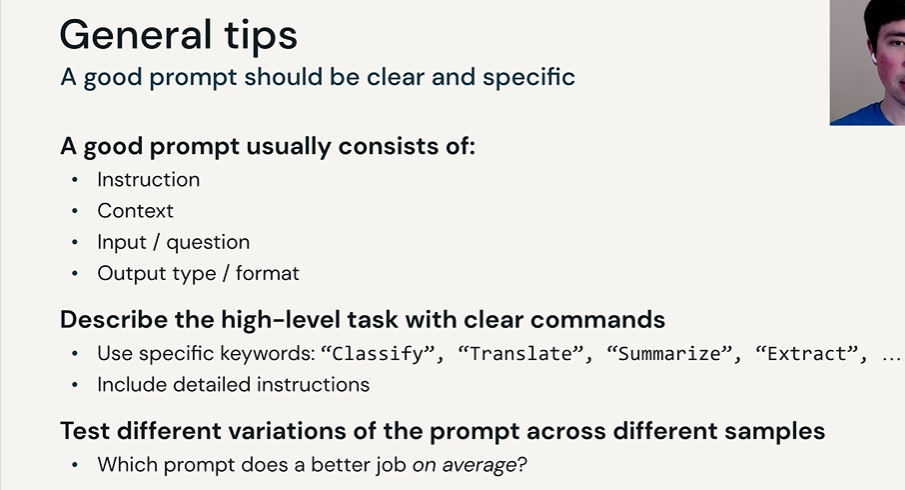 General tips
A good prompt should be clear and specific
A good prompt usually consists of:
• Instruction
• Context
• Input / question
• Output type / format
Describe the high-level task with clear commands
• Use specific keywords: “Classify”, “Translate”, “Summarize”, “Extract”, ...
• Include detailed instructions
Test different variations of the prompt across different samples
• Which prompt does a better job on average?